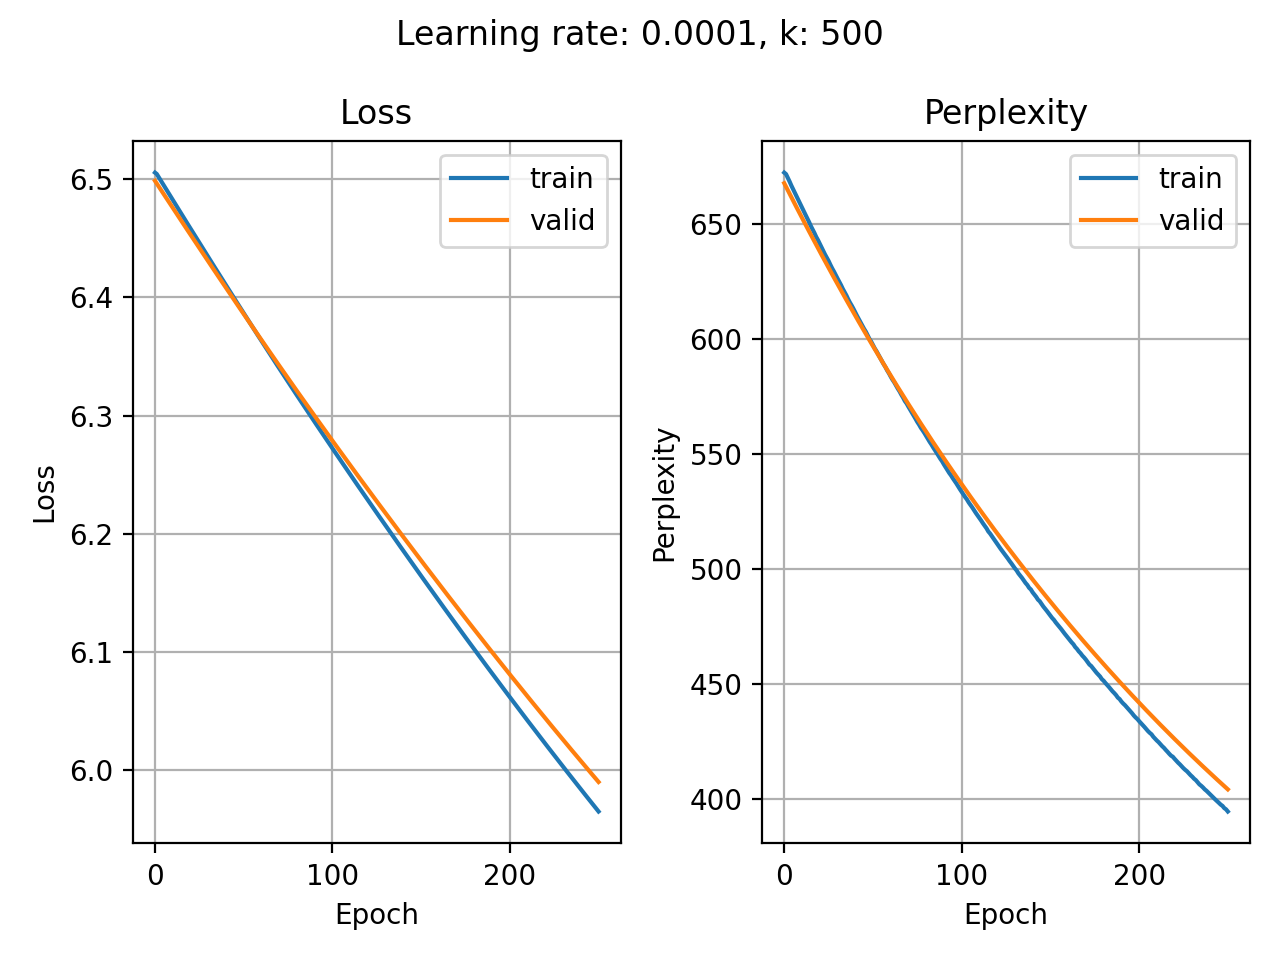 Learning rate: 0.0001, k: 500
Loss
train
valid
6.5
6.4
6.3
6.2
6.1
6.0
Loss
0 100 200
Epoch
Perplexity
train
valid
650
600
550
500
450
400
Perplexity
0 100 200
Epoch